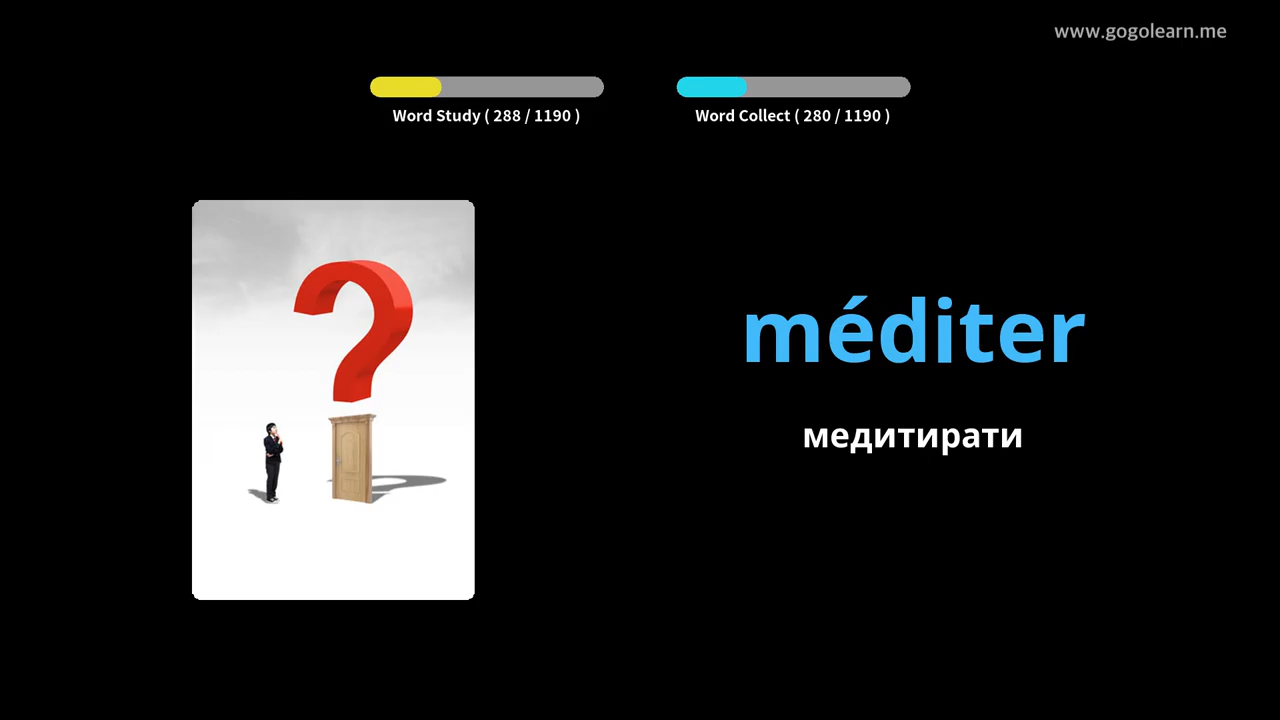 www.gogolearn.me
Word Study ( 288 / 1190 )
Word Collect ( 280 / 1190 )
méditer
медитирати